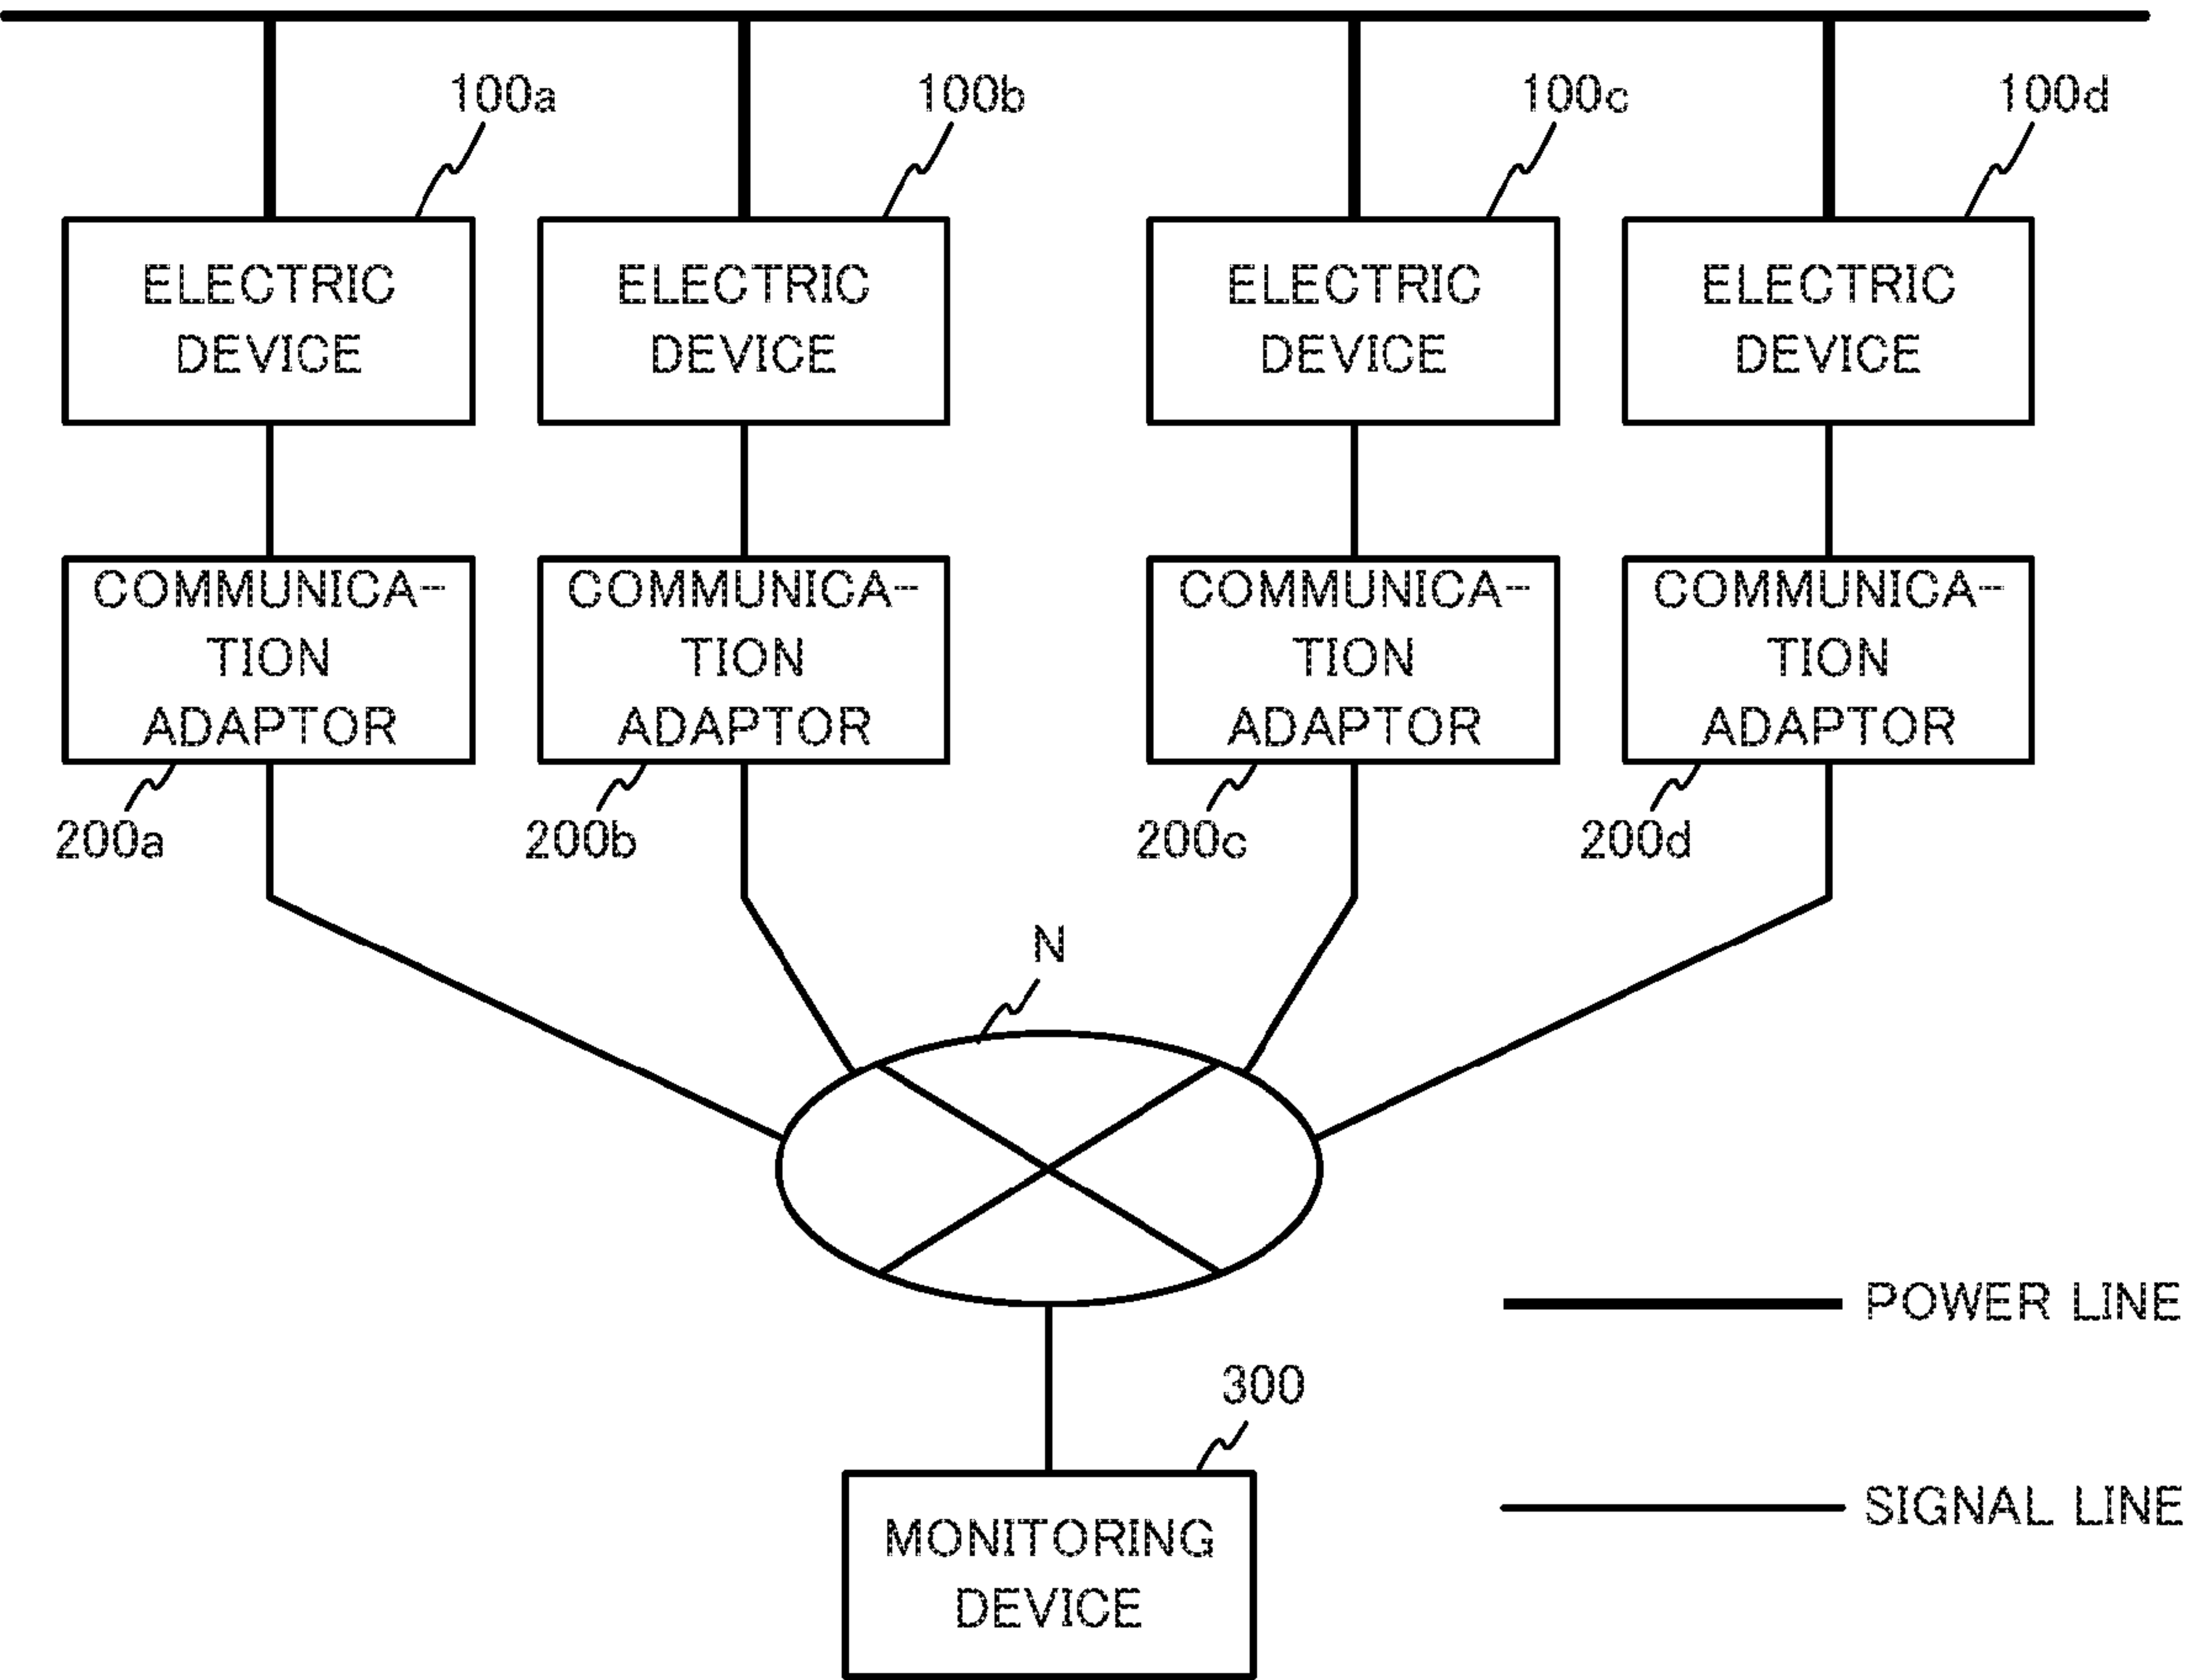 100a 100b 100c 100d
ELECTRIC ELECTRIC ELECTRIC ELECTRIC
DEVICE DEVICE DEVICE DEVICE
COMMUNICA- COMMUNICA- COMMUNICA- COMMUNICA-
TION TION TION TION
ADAPTOR ADAPTOR ADAPTOR ADAPTOR
200a 200b 200c 200d
N
POWER LINE
300
SIGNAL LINE
MONITORING
DEVICE